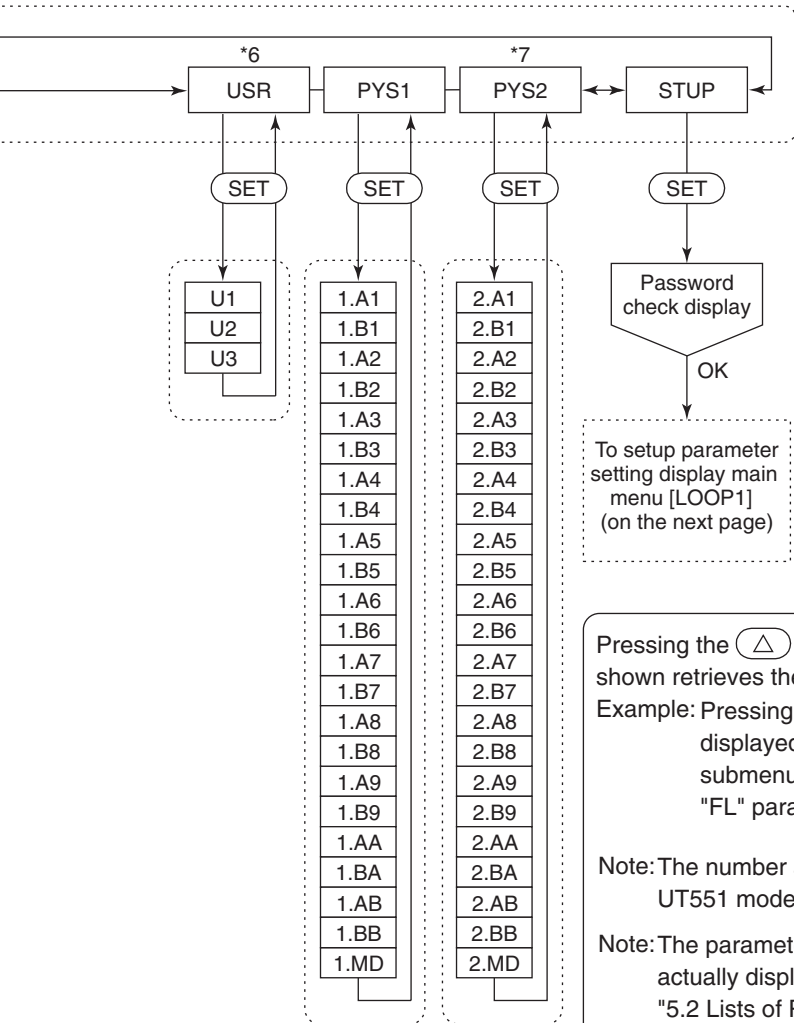 *6
*7
USR
PYS1
PYS2
STUP
SET
SET
SET
SET
U1
U2
U3
1.A1
1.B1
1.A2
1.B2
1.A3
1.B3
1.A4
1.B4
1.A5
1.B5
1.A6
1.B6
1.A7
1.B7
1.A8
1.B8
1.A9
1.B9
1.AA
1.BA
1.AB
1.BB
1.MD
2.A1
2.B1
2.A2
2.B2
2.A3
2.B3
2.A4
2.B4
2.A5
2.B5
2.A6
2.B6
2.A7
2.B7
2.A8
2.B8
2.A9
2.B9
2.AA
2.BA
2.AB
2.BB
2.MD
Password
check display
OK
To setup parameter
setting display main
menu [LOOP1]
(on the next page)
Pressing the △
shown retrieves the
Example: Pressing
displayed
submenu
"FL" para
Note: The number
UT551 mode
Note: The paramet
actually displ
"5.2 Lists of